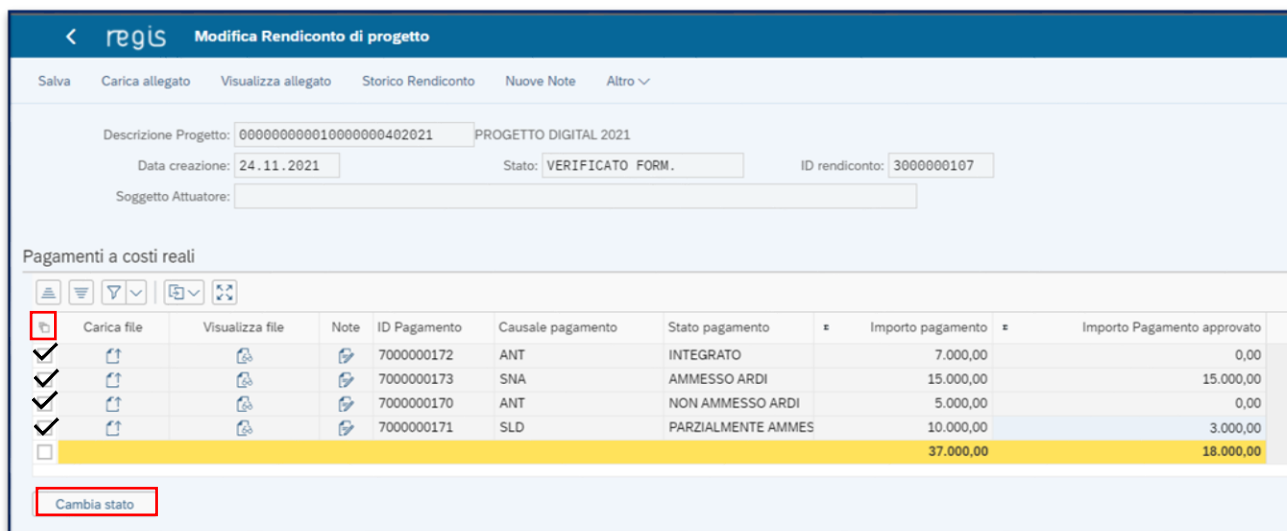 regis Modifica Rendiconto di progetto
Salva Carica allegato Visualizza allegato Storico Rendiconto Nuove Note Altro
Descrizione Progetto: 000000000010000000402021 PROGETTO DIGITAL 2021
Data creazione: 24.11.2021 Stato: VERIFICATO FORM. ID rendiconto: 3000000107
Soggetto Attuatore:
Pagamenti a costi reali
Carica file Visualizza file Note ID Pagamento Causale pagamento Stato pagamento Importo pagamento Importo Pagamento approvato
7000000172 ANT INTEGRATO 7.000,00 0,00
7000000173 SNA AMMESSO ARDI 15.000,00 15.000,00
7000000170 ANT NON AMMESSO ARDI 5.000,00 0,00
7000000171 SLD PARZIALMENTE AMMES 10.000,00 3.000,00
37.000,00 18.000,00
Cambia stato